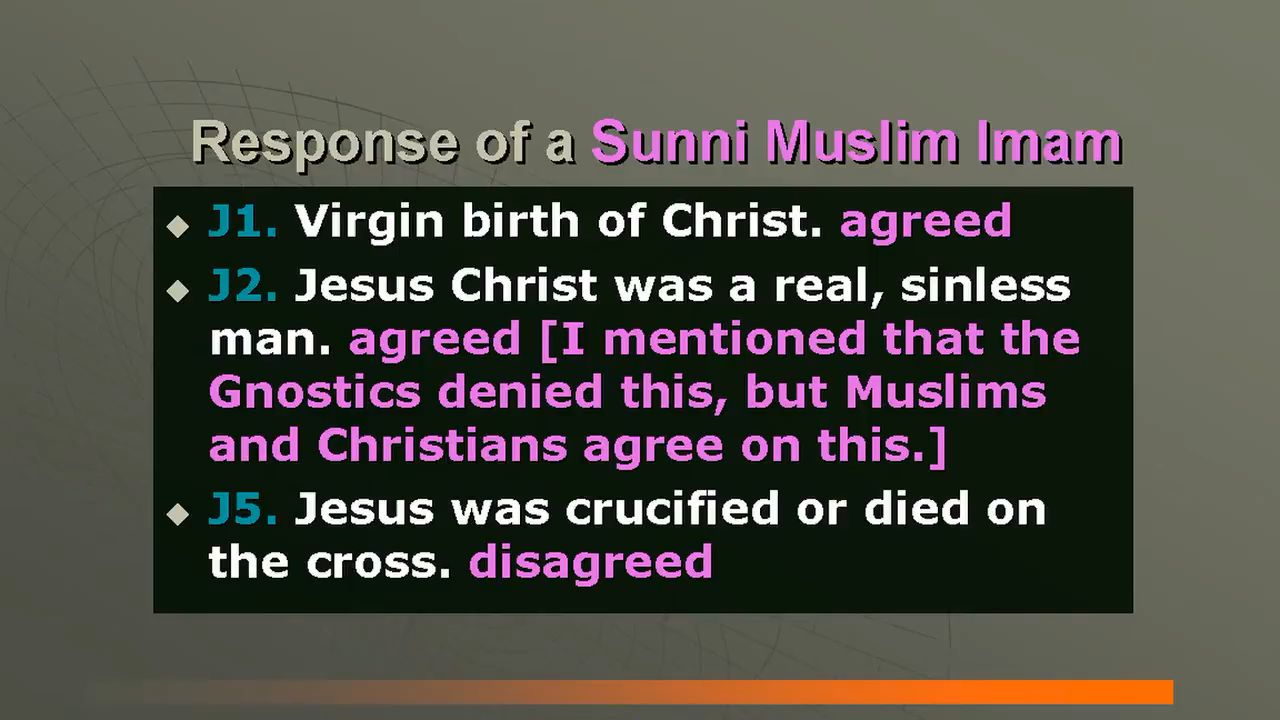 Response of a Sunni Muslim Imam
◆ J1. Virgin birth of Christ. agreed
◆ J2. Jesus Christ was a real, sinless
man. agreed [I mentioned that the
Gnostics denied this, but Muslims
and Christians agree on this.]
◆ J5. Jesus was crucified or died on
the cross. disagreed